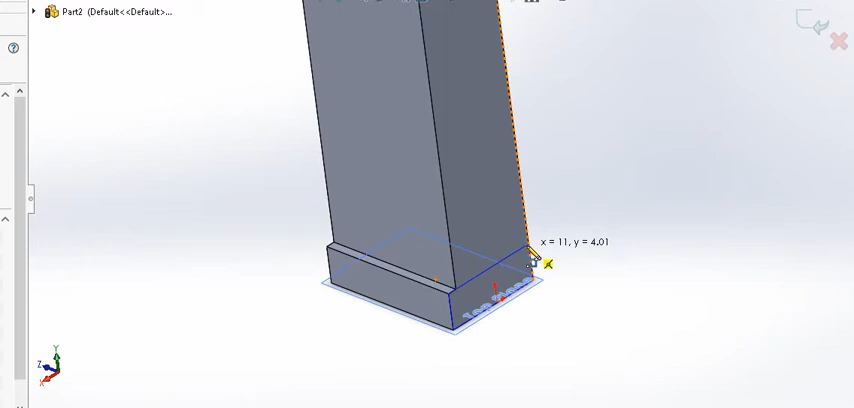 Part2 (Default<<Default>...
x = 11, y = 4.01
Y
Z
X